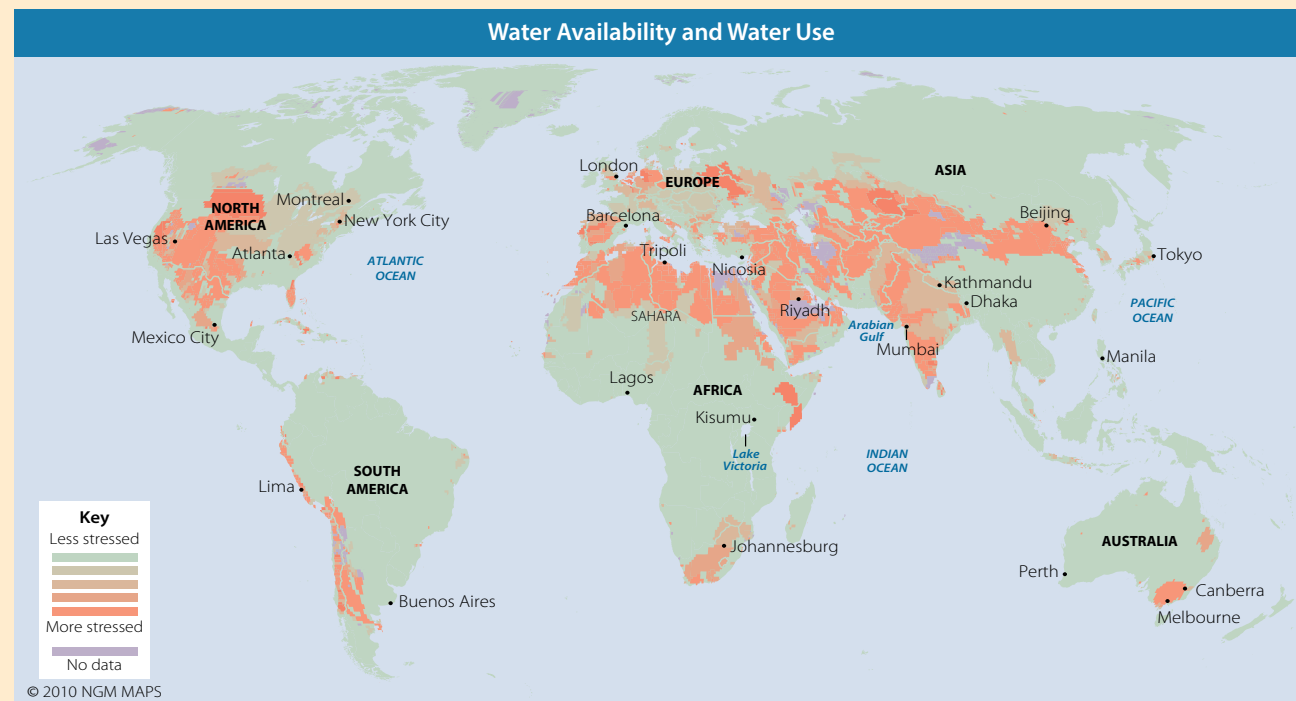 Water Availability and Water Use
London
EUROPE
ASIA
Montreal
NORTH
AMERICA
New York City
Barcelona
Beijing
Las Vegas
Atlanta
ATLANTIC
OCEAN
Tripoli
Nicosia
Tokyo
Kathmandu
Dhaka
Riyadh
SAHARA
Arabian
Gulf
PACIFIC
OCEAN
Mexico City
Mumbai
Manila
Lagos
AFRICA
Kisumu
Lake
Victoria
INDIAN
OCEAN
SOUTH
AMERICA
Lima
Johannesburg
AUSTRALIA
Perth
Canberra
Melbourne
Buenos Aires
Key
Less stressed
More stressed
No data
© 2010 NGM MAPS